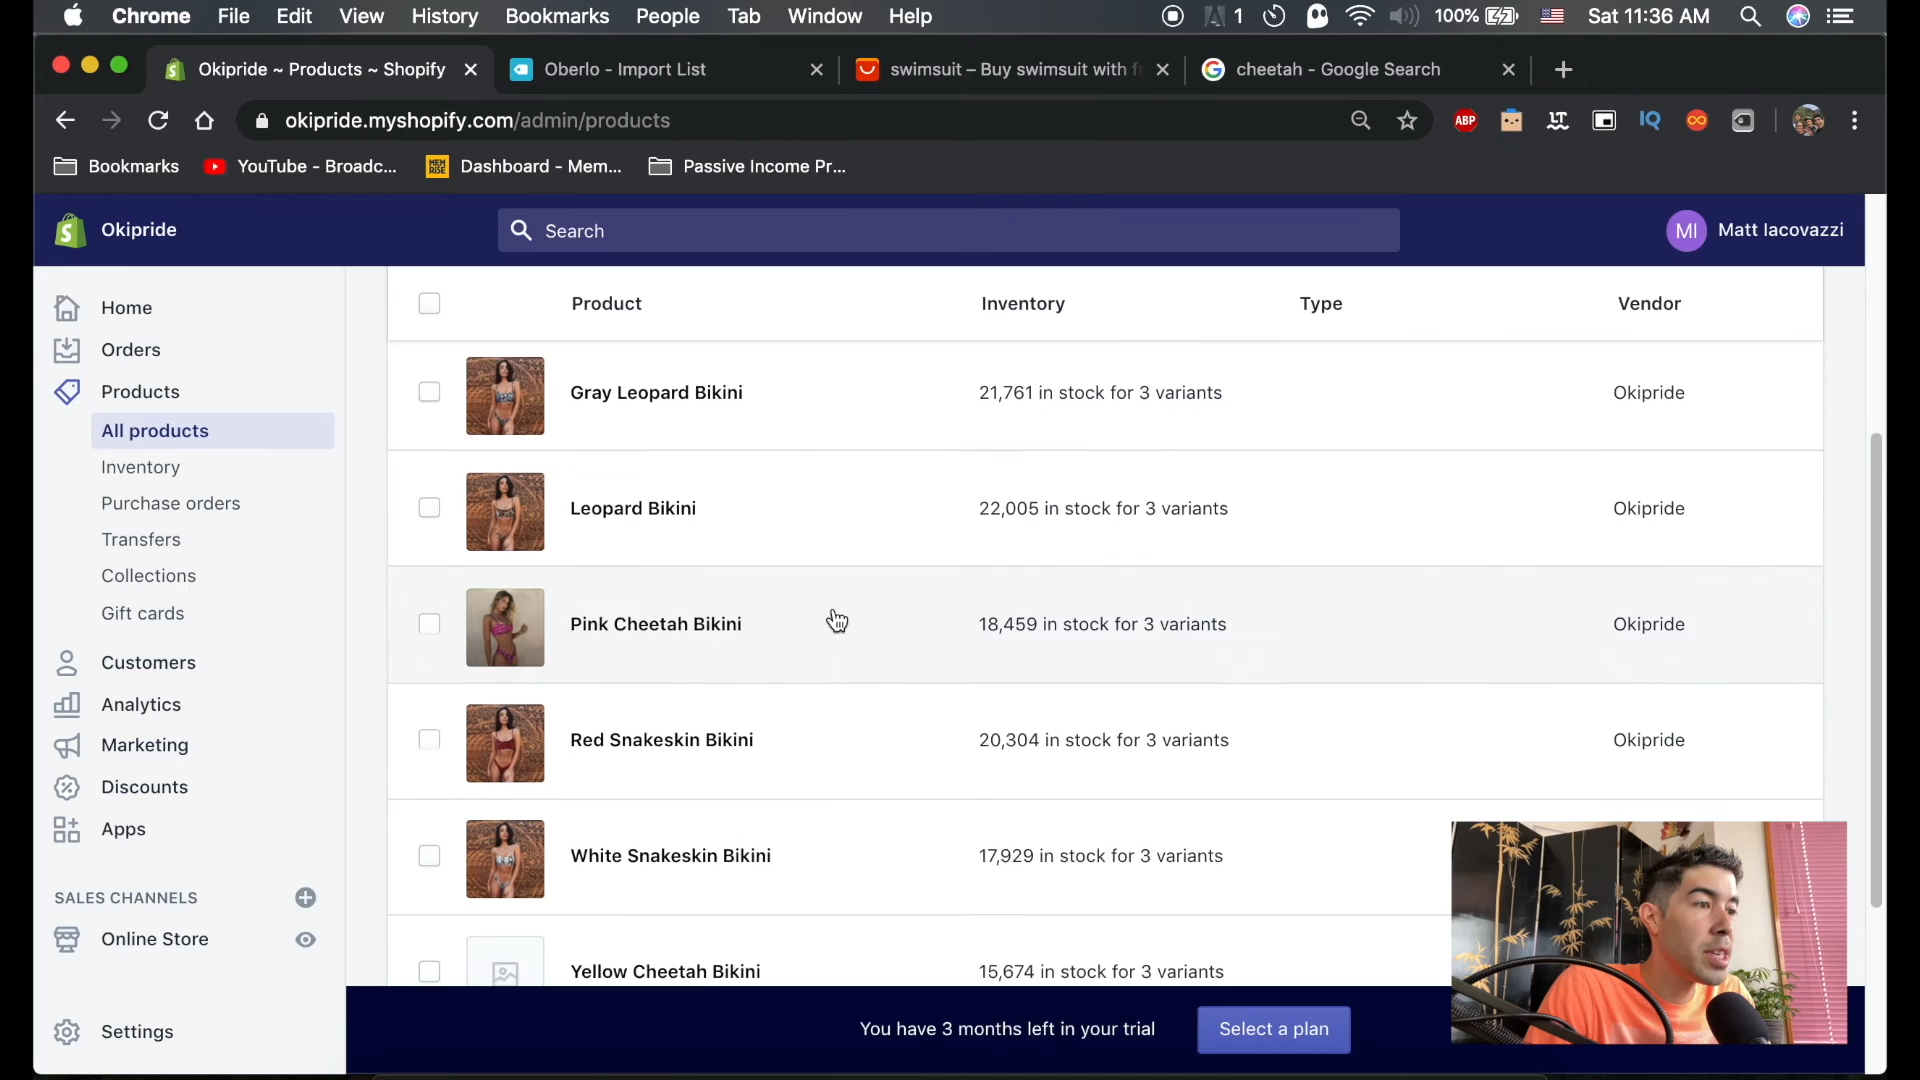 Chrome File Edit View History Bookmarks People Tab Window Help 1 100% Sat 11:36 AM
Okipride ~ Products ~ Shopify Oberlo - Import List swimsuit – Buy swimsuit with f cheetah - Google Search
okipride.myshopify.com/admin/products ABP IQ
Bookmarks YouTube - Broadc... MEM RISE Dashboard - Mem... Passive Income Pr...
Okipride Search MI Matt Iacovazzi
Home
Orders
Products
All products
Inventory
Purchase orders
Transfers
Collections
Gift cards
Customers
Analytics
Marketing
Discounts
Apps
SALES CHANNELS
Online Store
Settings
Product Inventory Type Vendor
Gray Leopard Bikini 21,761 in stock for 3 variants Okipride
Leopard Bikini 22,005 in stock for 3 variants Okipride
Pink Cheetah Bikini 18,459 in stock for 3 variants Okipride
Red Snakeskin Bikini 20,304 in stock for 3 variants Okipride
White Snakeskin Bikini 17,929 in stock for 3 variants
Yellow Cheetah Bikini 15,674 in stock for 3 variants
You have 3 months left in your trial Select a plan